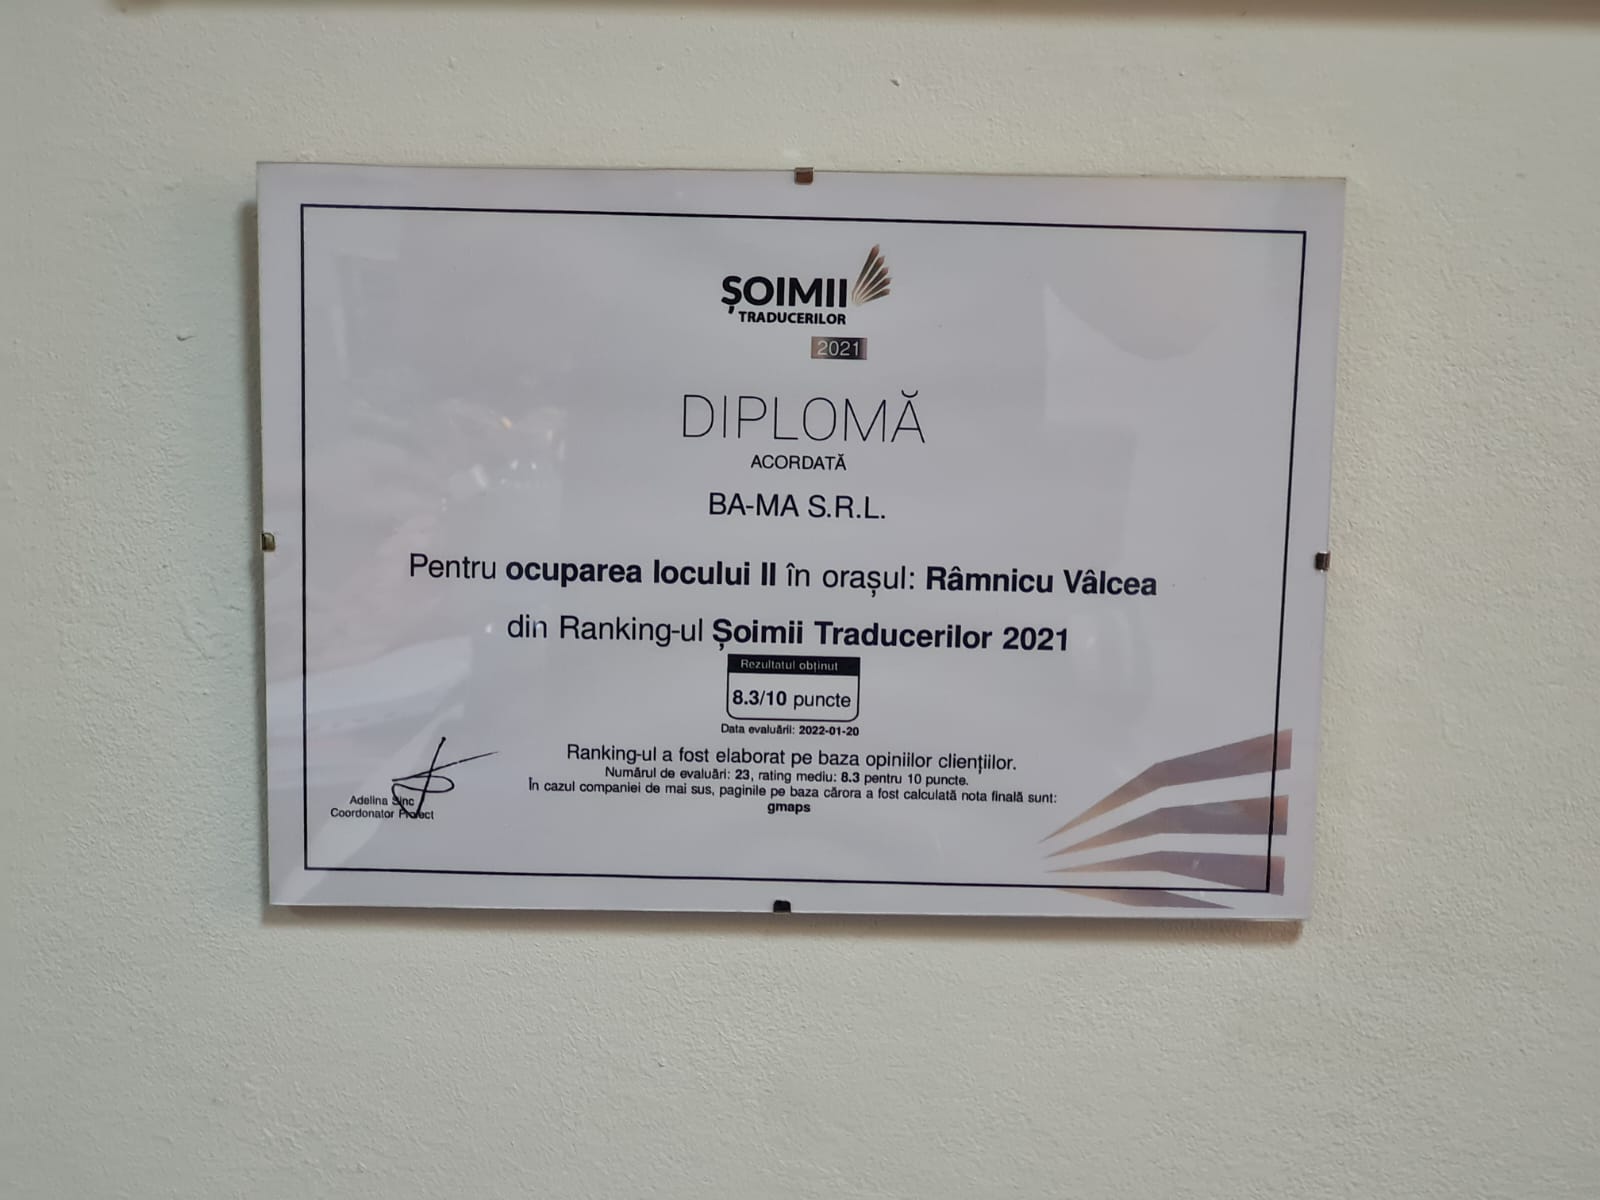 ȘOIMII
TRADUCERILOR
2021
DIPLOMĂ
ACORDATĂ
BA-MA S.R.L.
Pentru ocuparea locului II în orașul: Râmnicu Vâlcea
din Ranking-ul Șoimii Traducerilor 2021
Rezultatul obținut
8.3/10 puncte
Data evaluării: 2022-01-20
Ranking-ul a fost elaborat pe baza opiniilor clienților.
Numărul de evaluări: 23, rating mediu: 8.3 pentru 10 puncte.
În cazul companiei de mai sus, paginile pe baza cărora a fost calculată nota finală sunt:
gmaps
Adelina Sinc
Coordonator Proiect